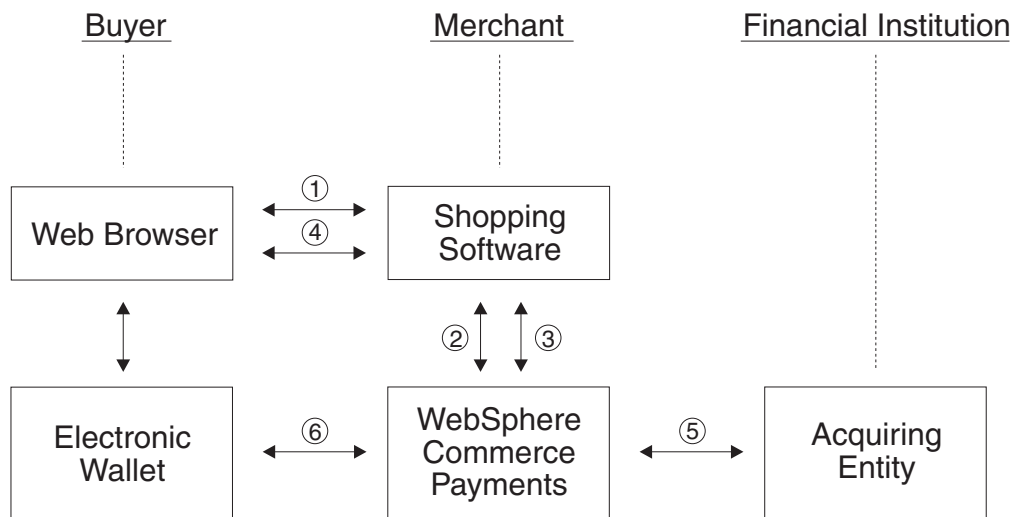 Buyer
Merchant
Financial Institution
①
Web Browser
④
Shopping
Software
②
③
Electronic
Wallet
⑥
WebSphere
Commerce
Payments
⑤
Acquiring
Entity